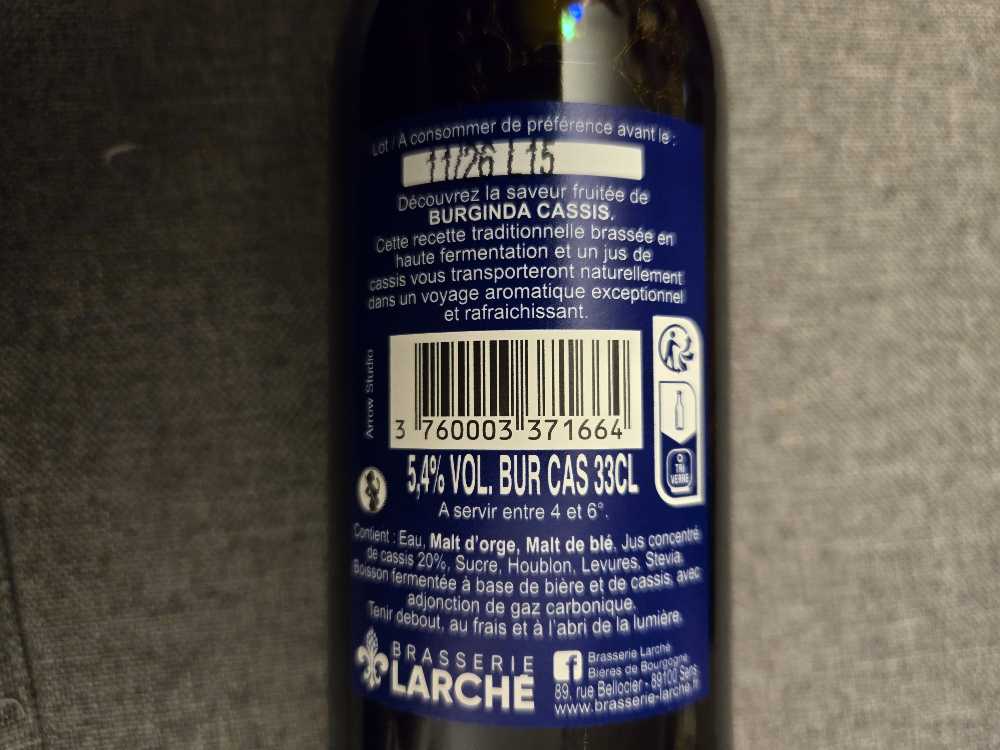 Lot / A consommer de préférence avant le :
11/26 L15
Découvrez la saveur fruitée de
BURGINDA CASSIS.
Cette recette traditionnelle brassée en
haute fermentation et un jus de
cassis vous transporteront naturellement
dans un voyage aromatique exceptionnel
et rafraichissant.
Arrow Studio
3 760003 371664
TRI
VERRE
5,4% VOL. BUR CAS 33CL
A servir entre 4 et 6°.
Contient : Eau, Malt d'orge, Malt de blé, Jus concentré
de cassis 20%, Sucre, Houblon, Levures, Stevia.
Boisson fermentée à base de bière et de cassis, avec
adjonction de gaz carbonique.
Tenir debout, au frais et à l'abri de la lumière.
BRASSERIE
LARCHÉ
f
Brasserie Larché
Bières de Bourgogne
89, rue Bellocier - 89100 Sens
www.brasserie-larche.fr